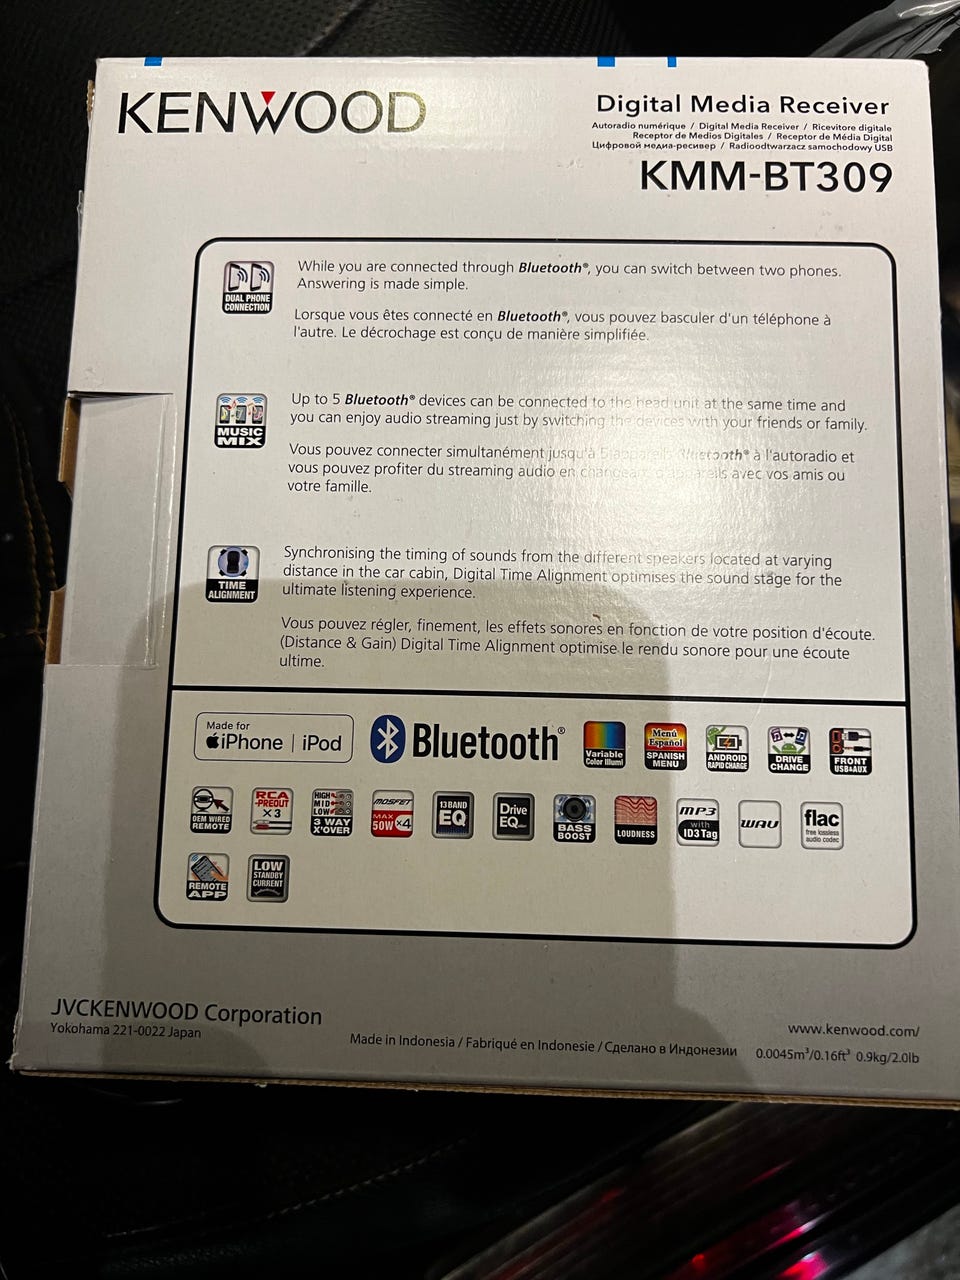 KENWOOD
Digital Media Receiver
Autoradio numérique / Digital Media Receiver / Ricevitore digitale
Receptor de Medios Digitales / Receptor de Média Digital
Цифровой медиа-ресивер / Radioodtwarzacz samochodowy USB
KMM-BT309
DUAL PHONE
CONNECTION
While you are connected through Bluetooth®, you can switch between two phones.
Answering is made simple.
Lorsque vous êtes connecté en Bluetooth®, vous pouvez basculer d'un téléphone à
l'autre. Le décrochage est conçu de manière simplifiée.
MUSIC
MIX
Up to 5 Bluetooth® devices can be connected to the head unit at the same time and
you can enjoy audio streaming just by switching the devices with your friends or family.
Vous pouvez connecter simultanément jusqu'à 5 appareils Bluetooth® à l'autoradio et
vous pouvez profiter du streaming audio en changeant d'appareils avec vos amis ou
votre famille.
TIME
ALIGNMENT
Synchronising the timing of sounds from the different speakers located at varying
distance in the car cabin, Digital Time Alignment optimises the sound stage for the
ultimate listening experience.
Vous pouvez régler, finement, les effets sonores en fonction de votre position d'écoute.
(Distance & Gain) Digital Time Alignment optimise le rendu sonore pour une écoute
ultime.
Made for
iPhone | iPod
Bluetooth®
Variable
Color Illumi
Menú
Español
SPANISH
MENU
ANDROID
RAPID CHARGE
DRIVE
CHANGE
FRONT
USB&AUX
OEM WIRED
REMOTE
RCA
-PREOUT
X 3
HIGH
MID
LOW
3 WAY
X'OVER
MOSFET
MAX
50W x4
13 BAND
EQ
Drive
EQ
BASS
BOOST
LOUDNESS
MP3
with
ID3 Tag
WAV
flac
free lossless
audio codec
REMOTE
APP
LOW
STANDBY
CURRENT
JVCKENWOOD Corporation
Yokohama 221-0022 Japan
www.kenwood.com/
Made in Indonesia / Fabriqué en Indonesie / Сделано в Индонезии
0.0045m³/0.16ft³ 0.9kg/2.0lb